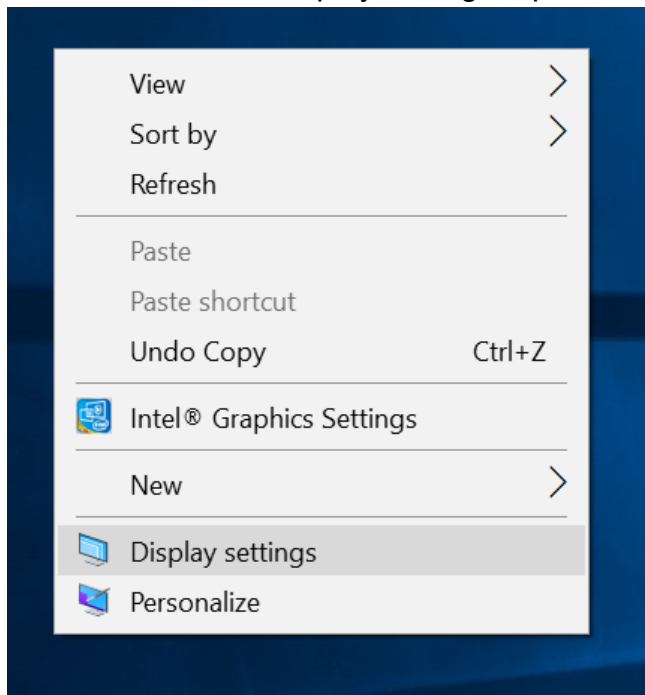 View
Sort by
Refresh
Paste
Paste shortcut
Undo Copy Ctrl+Z
Intel® Graphics Settings
New
Display settings
Personalize